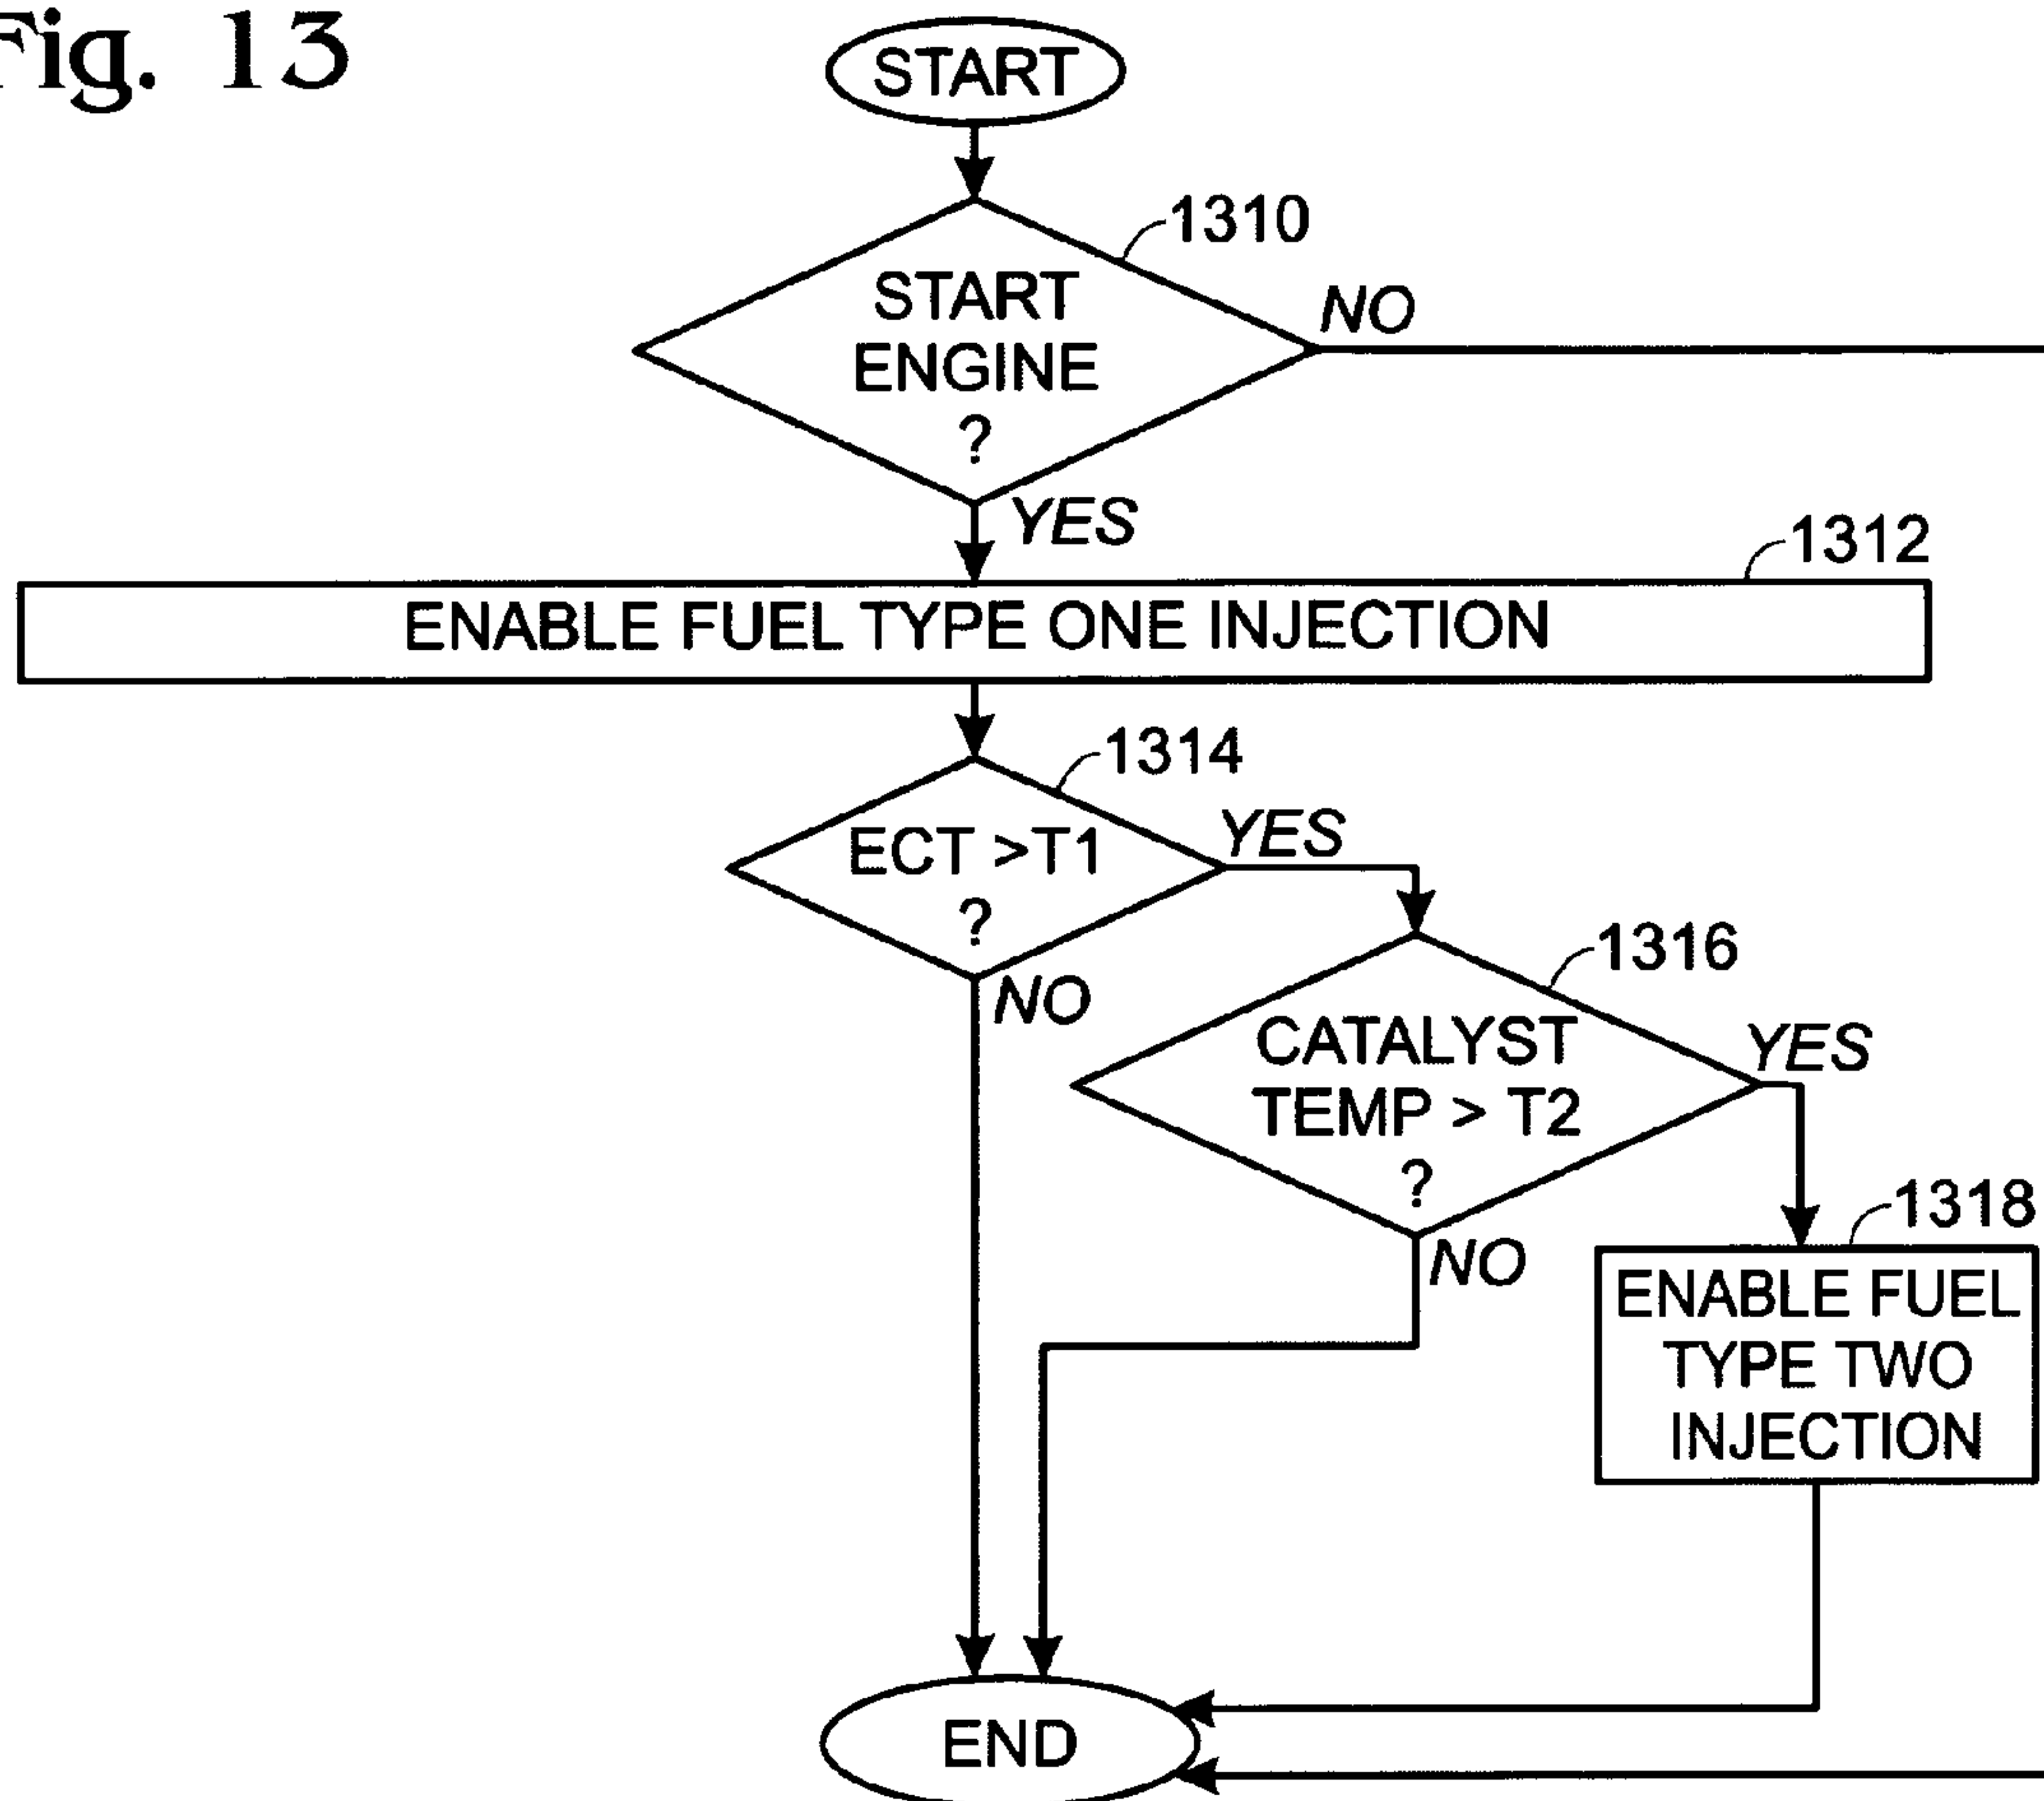 Fig. 13
START
1310
START
ENGINE
?
NO
YES
1312
ENABLE FUEL TYPE ONE INJECTION
1314
ECT >T1
?
YES
NO
1316
CATALYST
TEMP > T2
?
YES
NO
1318
ENABLE FUEL
TYPE TWO
INJECTION
END